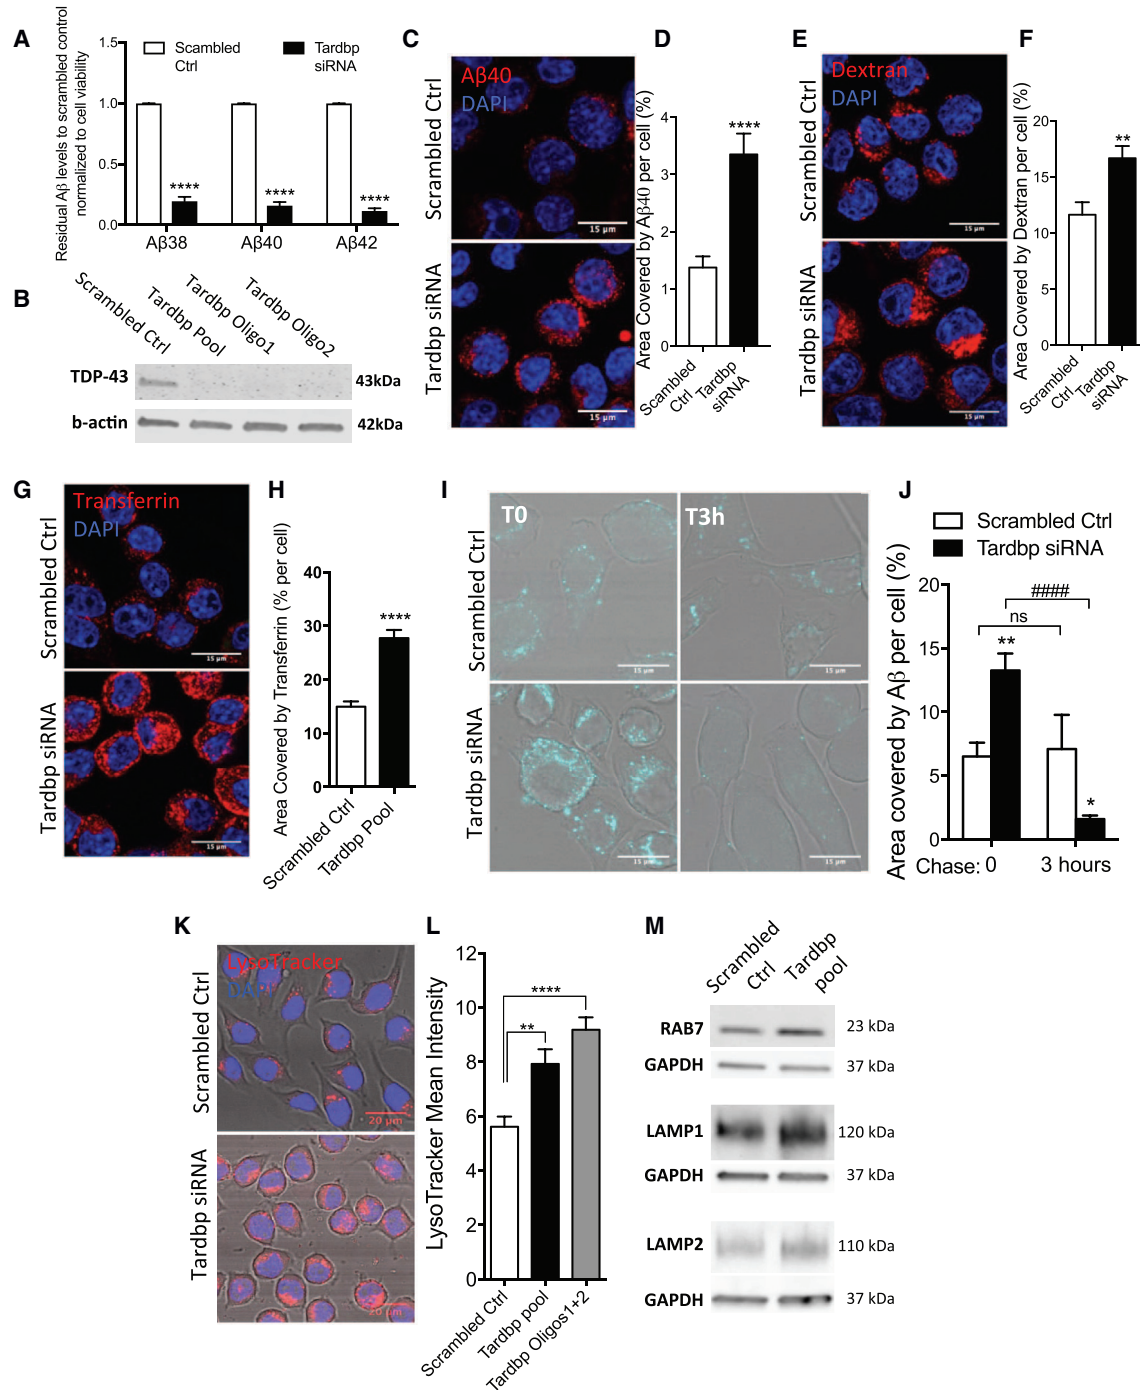 A
Residual Aβ levels to scrambled control
normalized to cell viability
1.5
1.0
0.5
0.0
Scambled
Ctrl
Tardbp
siRNA
****
****
****
Aβ38
Aβ40
Aβ42
B
Scrambled Ctrl
Tardbp Pool
Tardbp Oligo1
Tardbp Oligo2
TDP-43
43kDa
b-actin
42kDa
C
Scrambled Ctrl
Tardbp siRNA
Aβ40
DAPI
15 µm
15 µm
D
Area Covered by Aβ40 per cell (%)
4
3
2
1
0
****
Scambled
Ctrl
Tardbp
siRNA
E
Scrambled Ctrl
Tardbp siRNA
Dextran
DAPI
15 µm
15 µm
F
Area Covered by Dextran per cell (%)
20
15
10
5
0
**
Scrambled
Ctrl
Tardbp
siRNA
G
Scrambled Ctrl
Tardbp siRNA
Transferrin
DAPI
15 µm
15 µm
H
Area Covered by Transferrin (% per cell)
40
30
20
10
0
****
Scrambled Ctrl
Tardbp Pool
I
Scrambled Ctrl
Tardbp siRNA
T0
T3h
15 µm
15 µm
15 µm
15 µm
J
Scrambled Ctrl
Tardbp siRNA
Area covered by Aβ per cell (%)
20
15
10
5
0
####
ns
**
*
Chase: 0
3 hours
K
Scrambled Ctrl
Tardbp siRNA
LysoTracker
DAPI
20 µm
20 µm
L
LysoTracker Mean Intensity
12
10
8
6
4
2
0
****
**
Scrambled Ctrl
Tardbp pool
Tardbp Oligos1+2
M
Scrambled
Ctrl
Tardbp
pool
RAB7
23 kDa
GAPDH
37 kDa
LAMP1
120 kDa
GAPDH
37 kDa
LAMP2
110 kDa
GAPDH
37 kDa